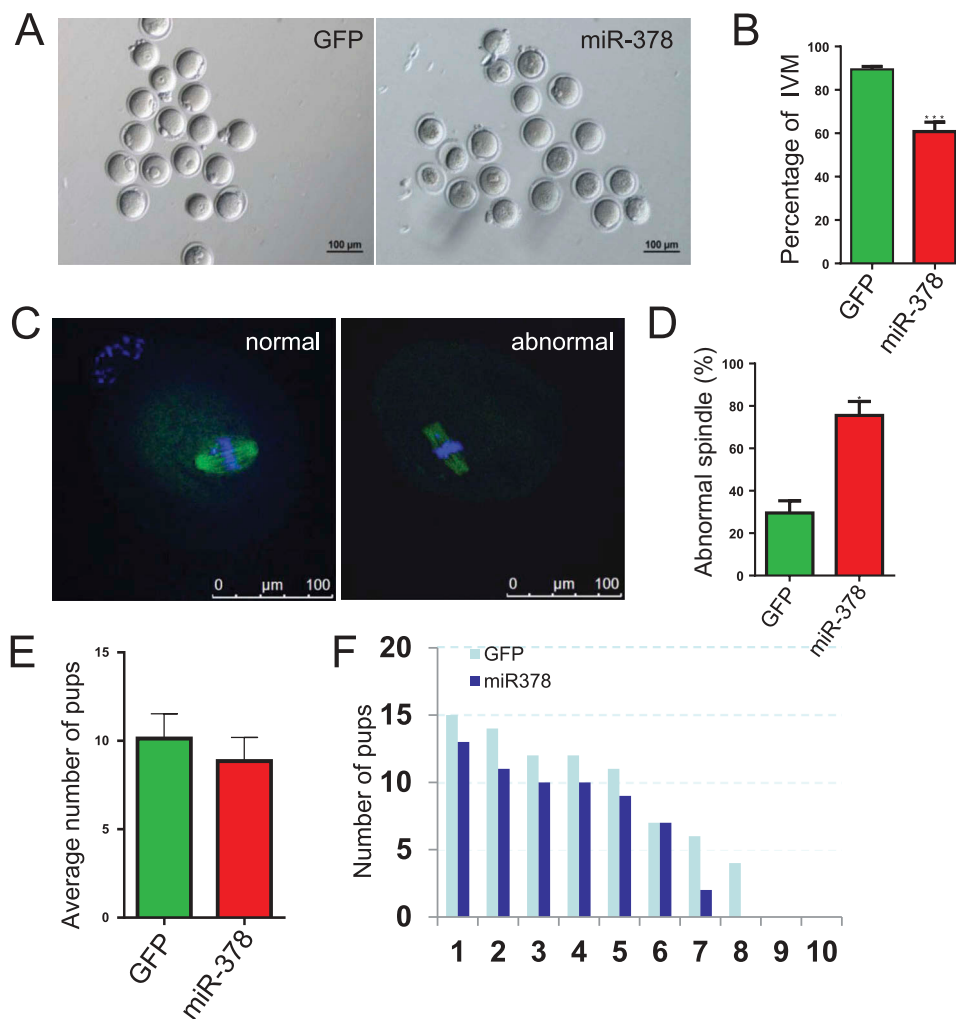 A
GFP
miR-378
100 µm
100 µm
B
Percentage of IVM
100
80
60
40
20
0
***
GFP
miR-378
C
normal
abnormal
0 µm 100
0 µm 100
D
Abnormal spindle (%)
100
80
60
40
20
0
*
GFP
miR-378
E
Average number of pups
15
10
5
0
GFP
miR-378
F
Number of pups
20
15
10
5
0
GFP
miR378
1 2 3 4 5 6 7 8 9 10